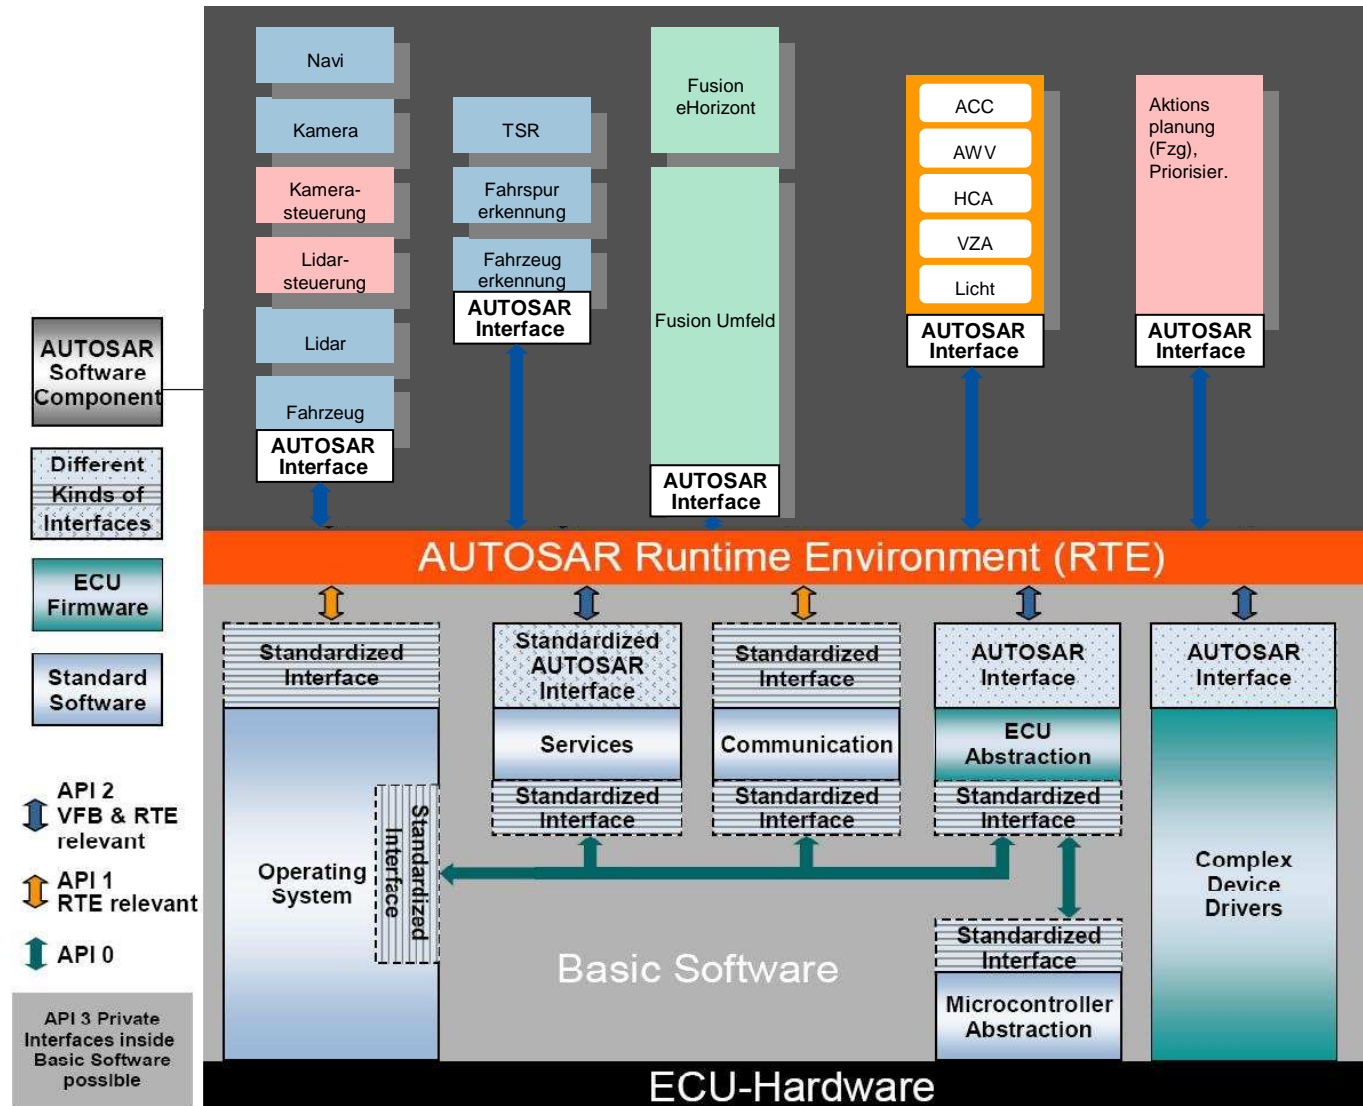 Navi
Kamera
Kamera-
steuerung
Lidar-
steuerung
Lidar
Fahrzeug
AUTOSAR
Interface
TSR
Fahrspur
erkennung
Fahrzeug
erkennung
AUTOSAR
Interface
Fusion
eHorizont
Fusion Umfeld
AUTOSAR
Interface
ACC
AWV
HCA
VZA
Licht
AUTOSAR
Interface
Aktions
planung
(Fzg),
Priorisier.
AUTOSAR
Interface
AUTOSAR
Software
Component
Different
Kinds of
Interfaces
ECU
Firmware
Standard
Software
API 2
VFB & RTE
relevant
API 1
RTE relevant
API 0
API 3 Private
Interfaces inside
Basic Software
possible
AUTOSAR Runtime Environment (RTE)
Standardized
Interface
Operating
System
Standardized
Interface
Standardized
AUTOSAR
Interface
Services
Standardized
Interface
Standardized
Interface
Communication
Standardized
Interface
AUTOSAR
Interface
ECU
Abstraction
Standardized
Interface
Standardized
Interface
Microcontroller
Abstraction
AUTOSAR
Interface
Complex
Device
Drivers
Basic Software
ECU-Hardware